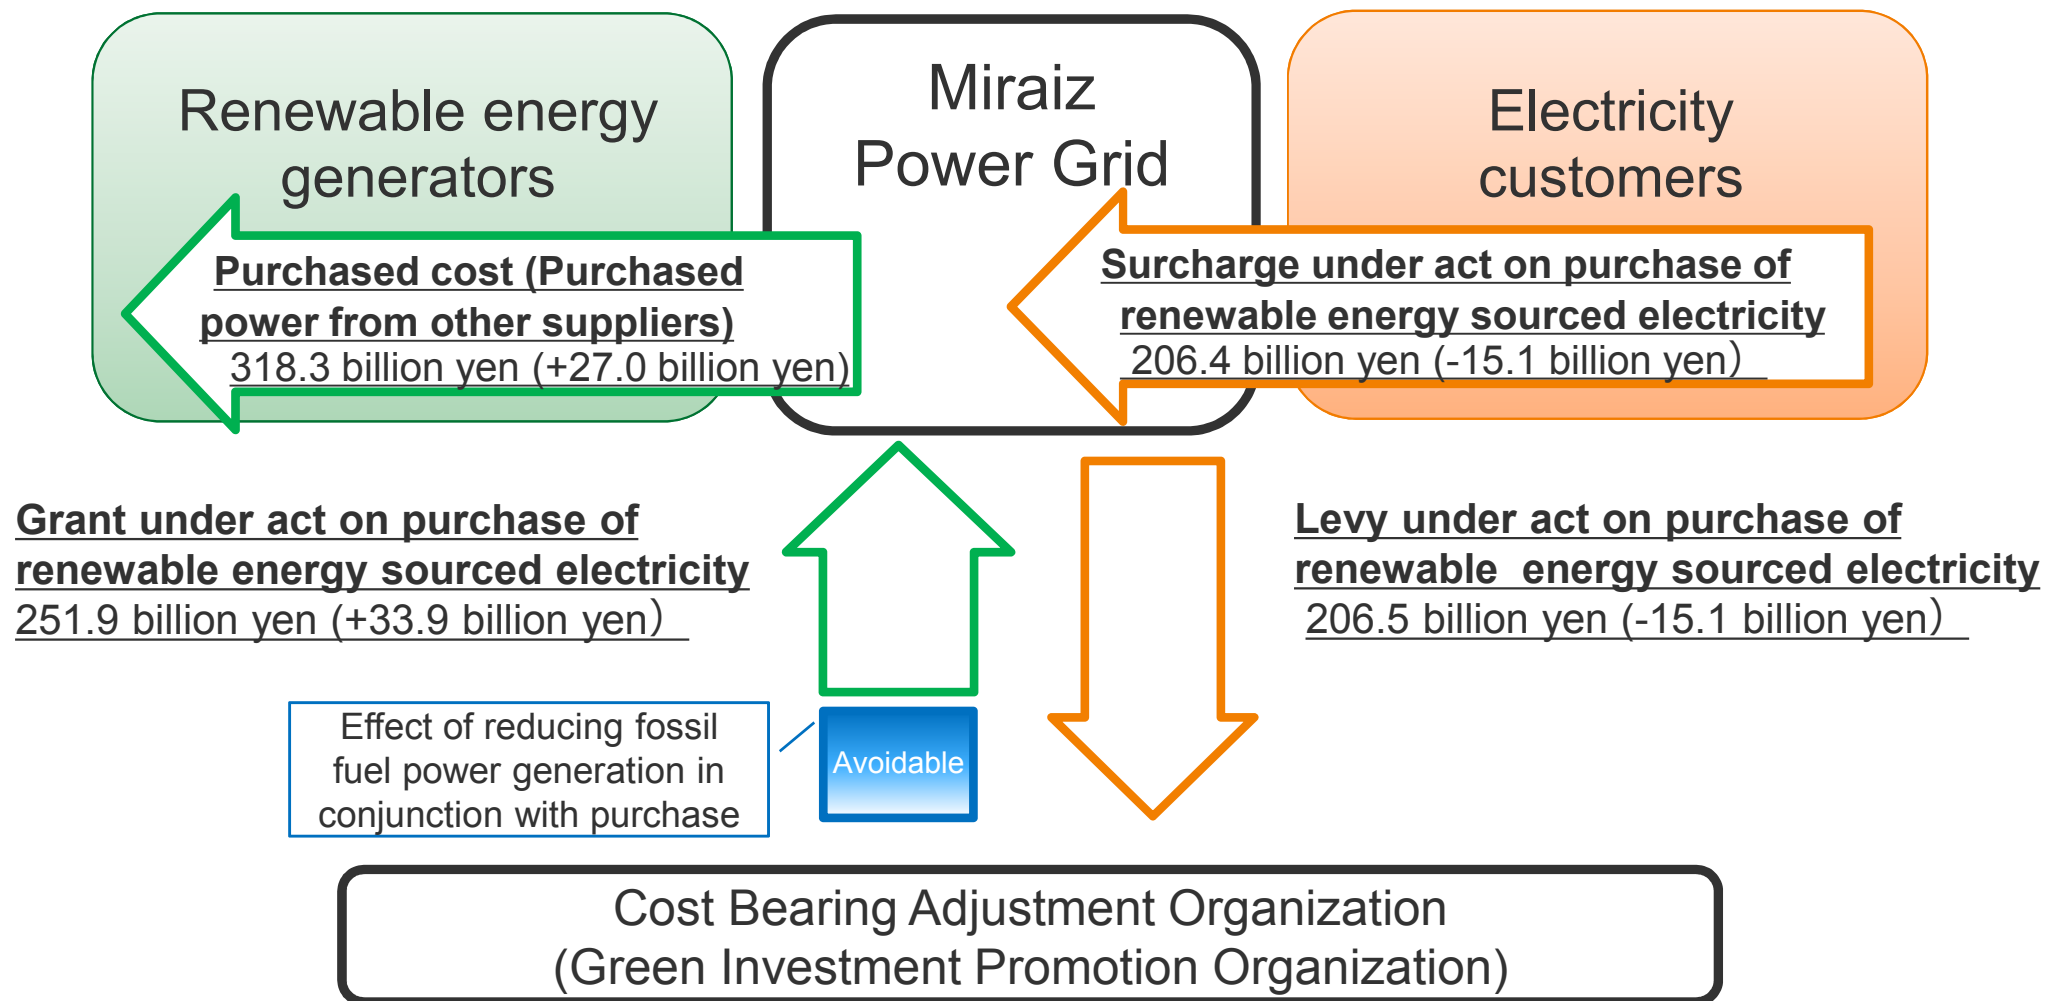 Renewable energy
generators
Miraiz
Power Grid
Electricity
customers
Purchased cost (Purchased
power from other suppliers)
318.3 billion yen (+27.0 billion yen)
Surcharge under act on purchase of
renewable energy sourced electricity
206.4 billion yen (-15.1 billion yen）
Grant under act on purchase of
renewable energy sourced electricity
251.9 billion yen (+33.9 billion yen）
Levy under act on purchase of
renewable energy sourced electricity
206.5 billion yen (-15.1 billion yen）
Effect of reducing fossil
fuel power generation in
conjunction with purchase
Avoidable
Cost Bearing Adjustment Organization
(Green Investment Promotion Organization)